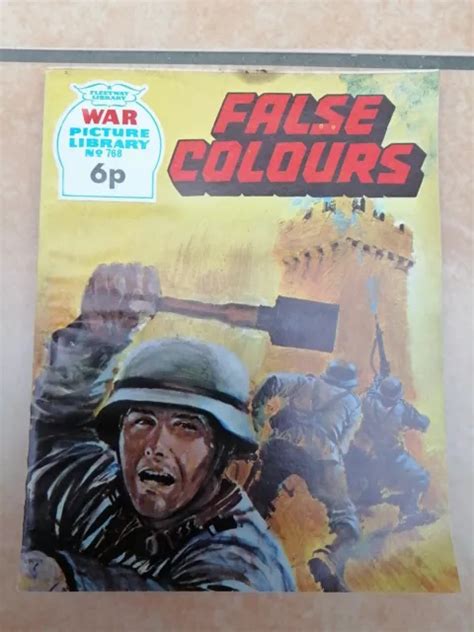 A
FLEETWAY
LIBRARY
WAR
PICTURE
LIBRARY
No 768
6p
FALSE
COLOURS